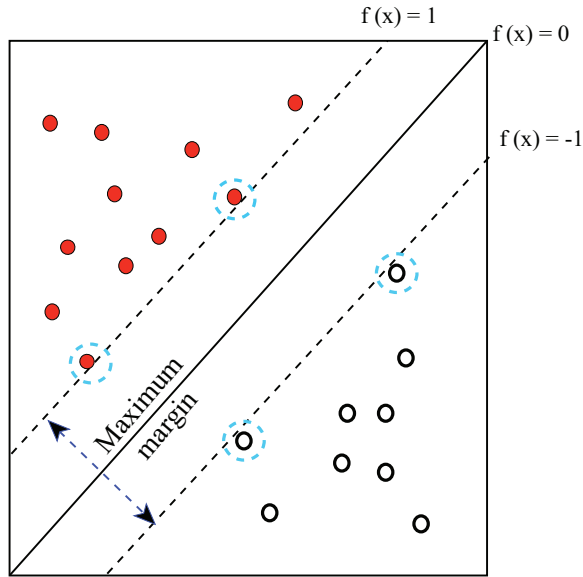 f (x) = 1
f (x) = 0
f (x) = -1
Maximum
margin